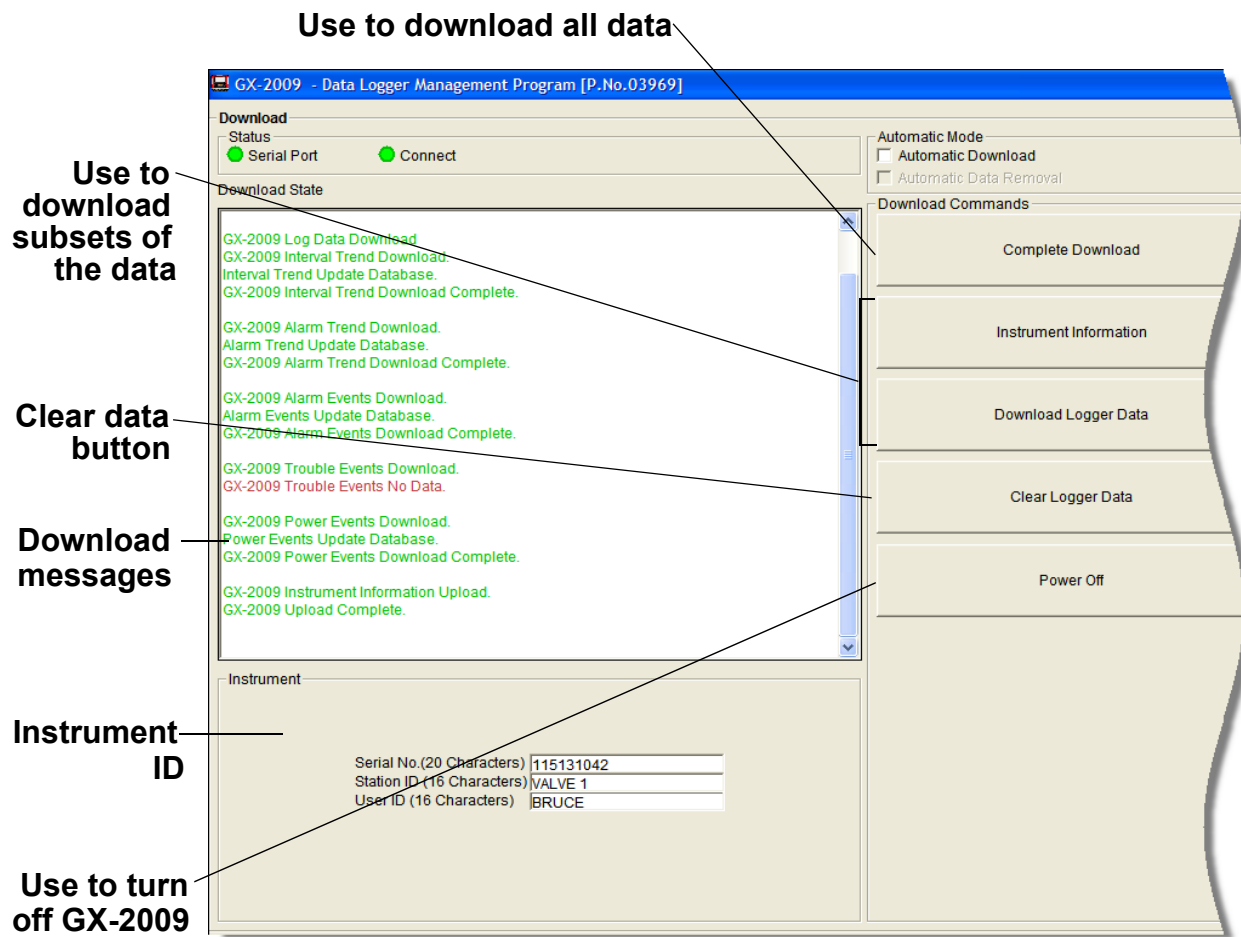 Use to download all data
GX-2009 - Data Logger Management Program [P.No.03969]
Download
Status
Serial Port
Connect
Automatic Mode
Automatic Download
Automatic Data Removal
Use to
download
subsets of
the data
Download State
GX-2009 Log Data Download
GX-2009 Interval Trend Download.
Interval Trend Update Database.
GX-2009 Interval Trend Download Complete.
GX-2009 Alarm Trend Download.
Alarm Trend Update Database.
GX-2009 Alarm Trend Download Complete.
GX-2009 Alarm Events Download.
Alarm Events Update Database.
GX-2009 Alarm Events Download Complete.
GX-2009 Trouble Events Download.
GX-2009 Trouble Events No Data.
GX-2009 Power Events Download.
Power Events Update Database.
GX-2009 Power Events Download Complete.
GX-2009 Instrument Information Upload.
GX-2009 Upload Complete.
Download Commands
Complete Download
Instrument Information
Download Logger Data
Clear Logger Data
Power Off
Clear data
button
Download
messages
Instrument
ID
Instrument
Serial No.(20 Characters) 115131042
Station ID (16 Characters) VALVE 1
User ID (16 Characters) BRUCE
Use to turn
off GX-2009